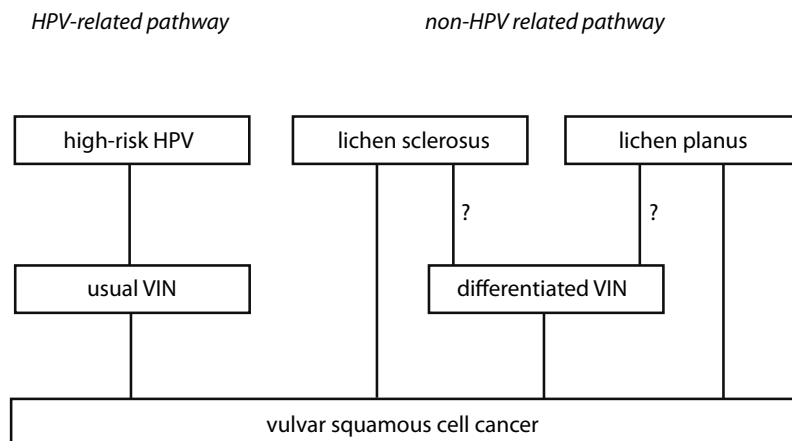 HPV-related pathway
non-HPV related pathway
high-risk HPV
lichen sclerosus
lichen planus
?
?
usual VIN
differentiated VIN
vulvar squamous cell cancer